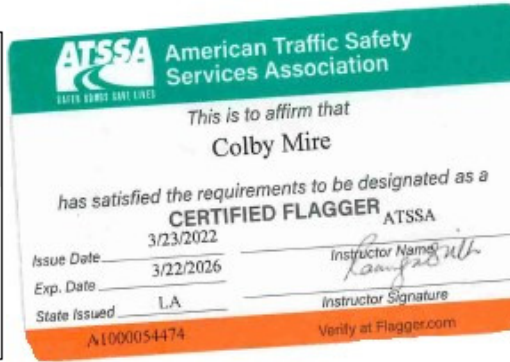 ATSSA
SAFER ROADS SAVE LIVES
American Traffic Safety
Services Association
This is to affirm that
Colby Mire
has satisfied the requirements to be designated as a
CERTIFIED FLAGGER
ATSSA
Issue Date 3/23/2022
Instructor Name
Exp. Date 3/22/2026
State Issued LA
Instructor Signature
A1000054474
Verify at Flagger.com